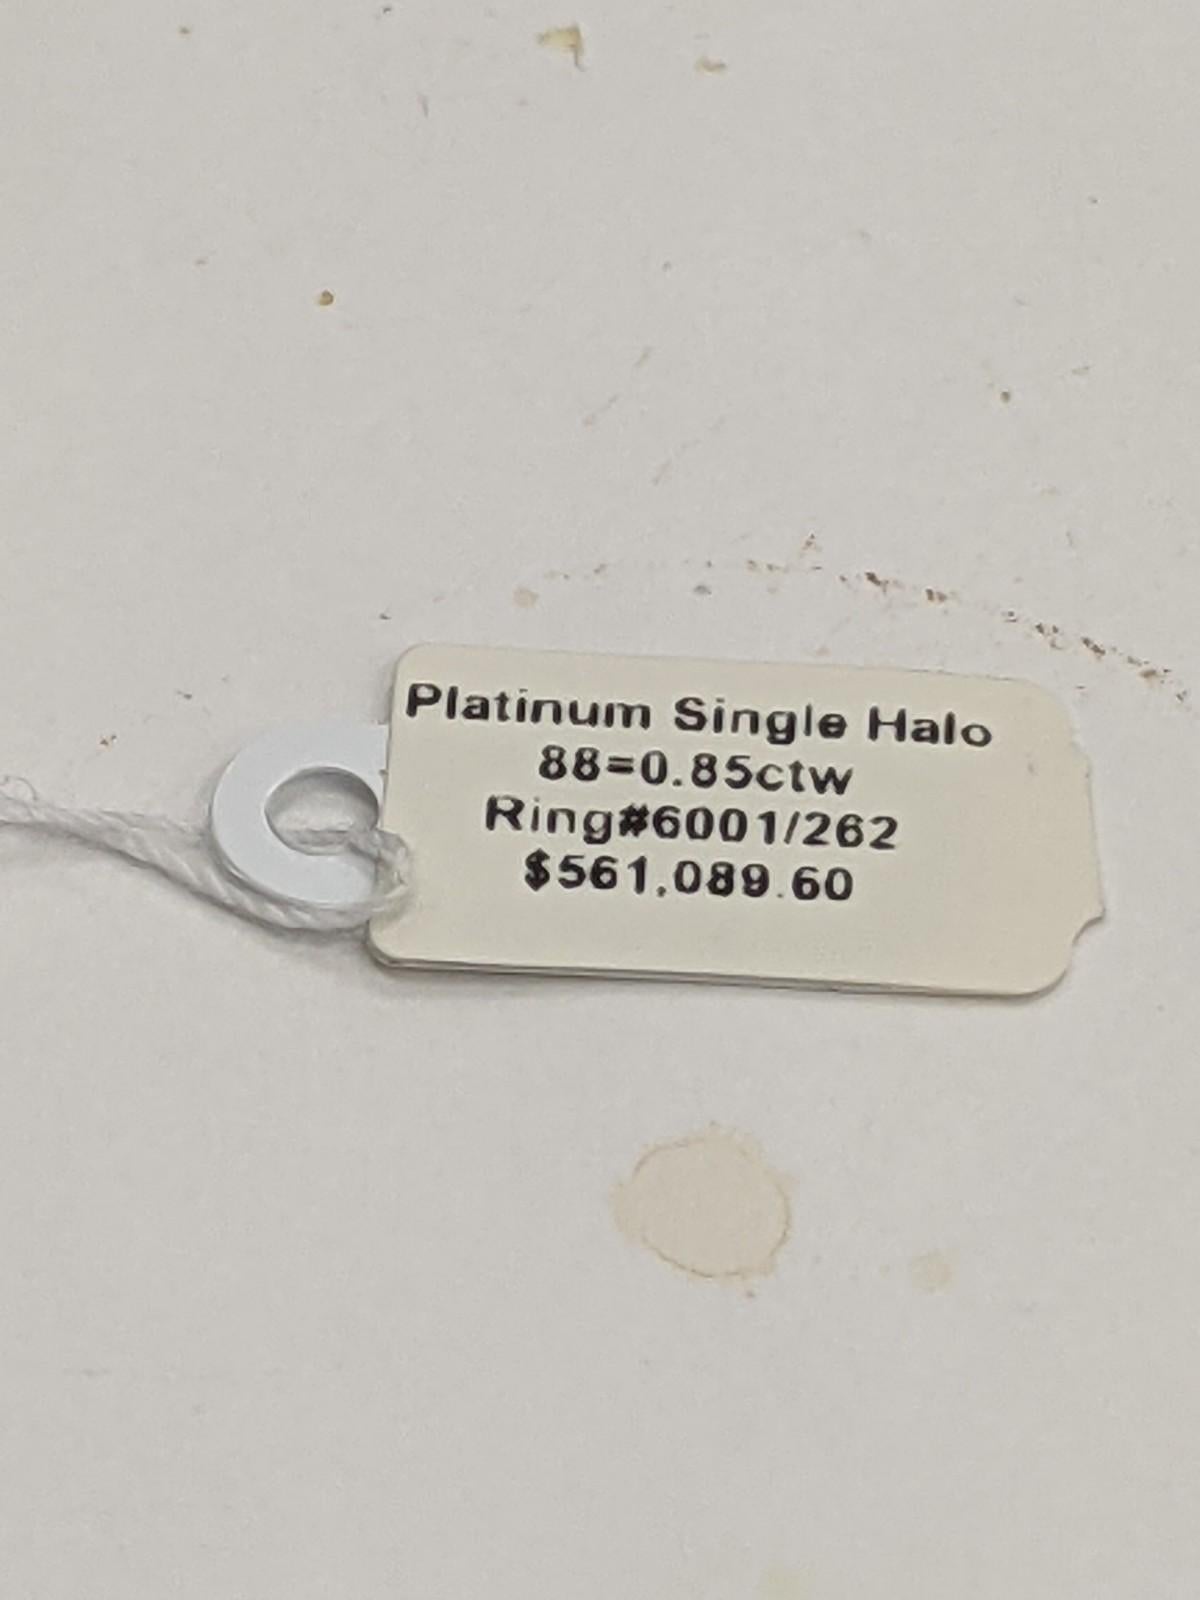 Platinum Single Halo
88=0.85ctw
Ring#6001/262
$561,089.60